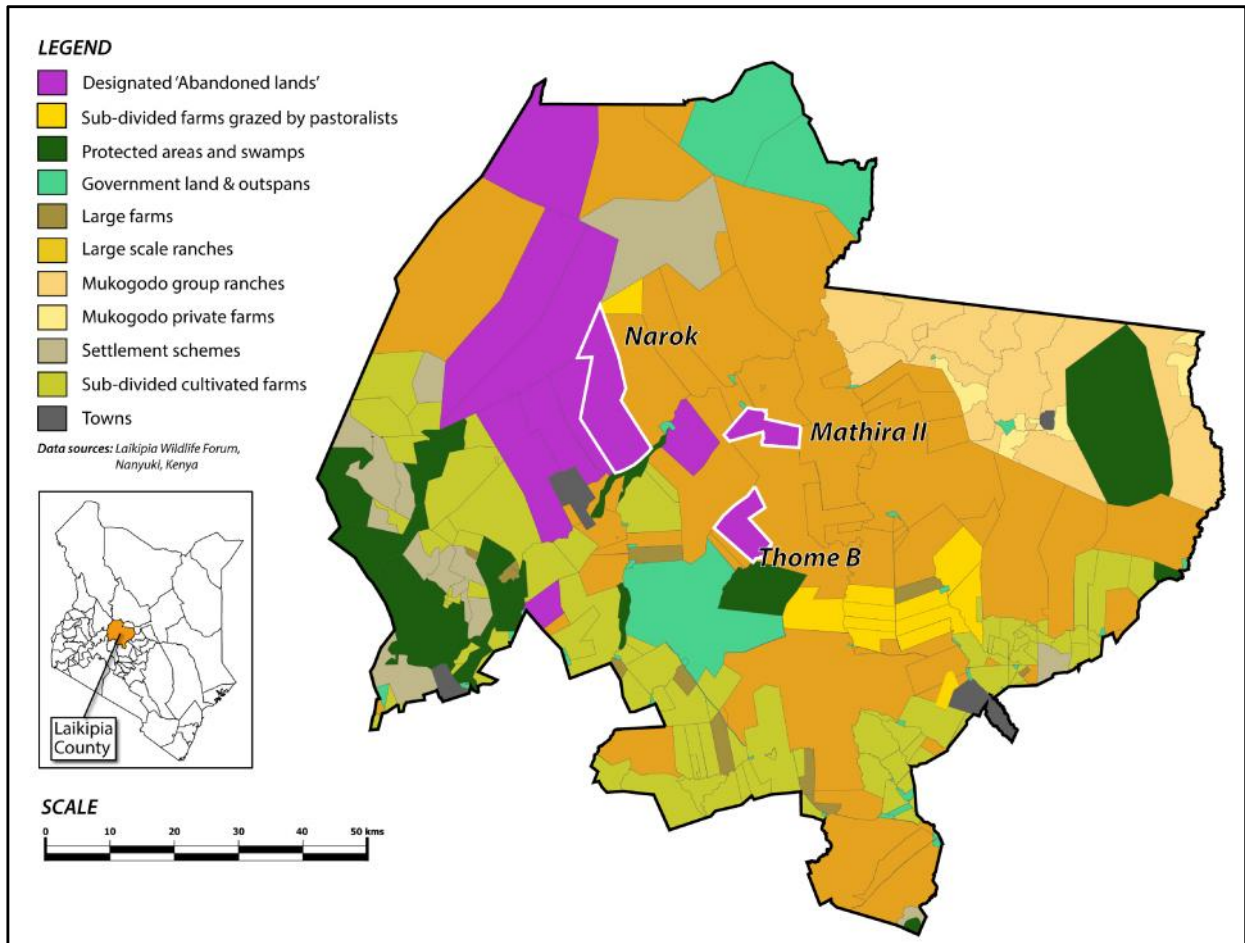 LEGEND
Designated 'Abandoned lands'
Sub-divided farms grazed by pastoralists
Protected areas and swamps
Government land & outspans
Large farms
Large scale ranches
Mukogodo group ranches
Mukogodo private farms
Settlement schemes
Sub-divided cultivated farms
Towns
Data sources: Laikipia Wildlife Forum,
Nanyuki, Kenya
Laikipia
County
SCALE
0 10 20 30 40 50 kms
Narok
Mathira II
Thome B